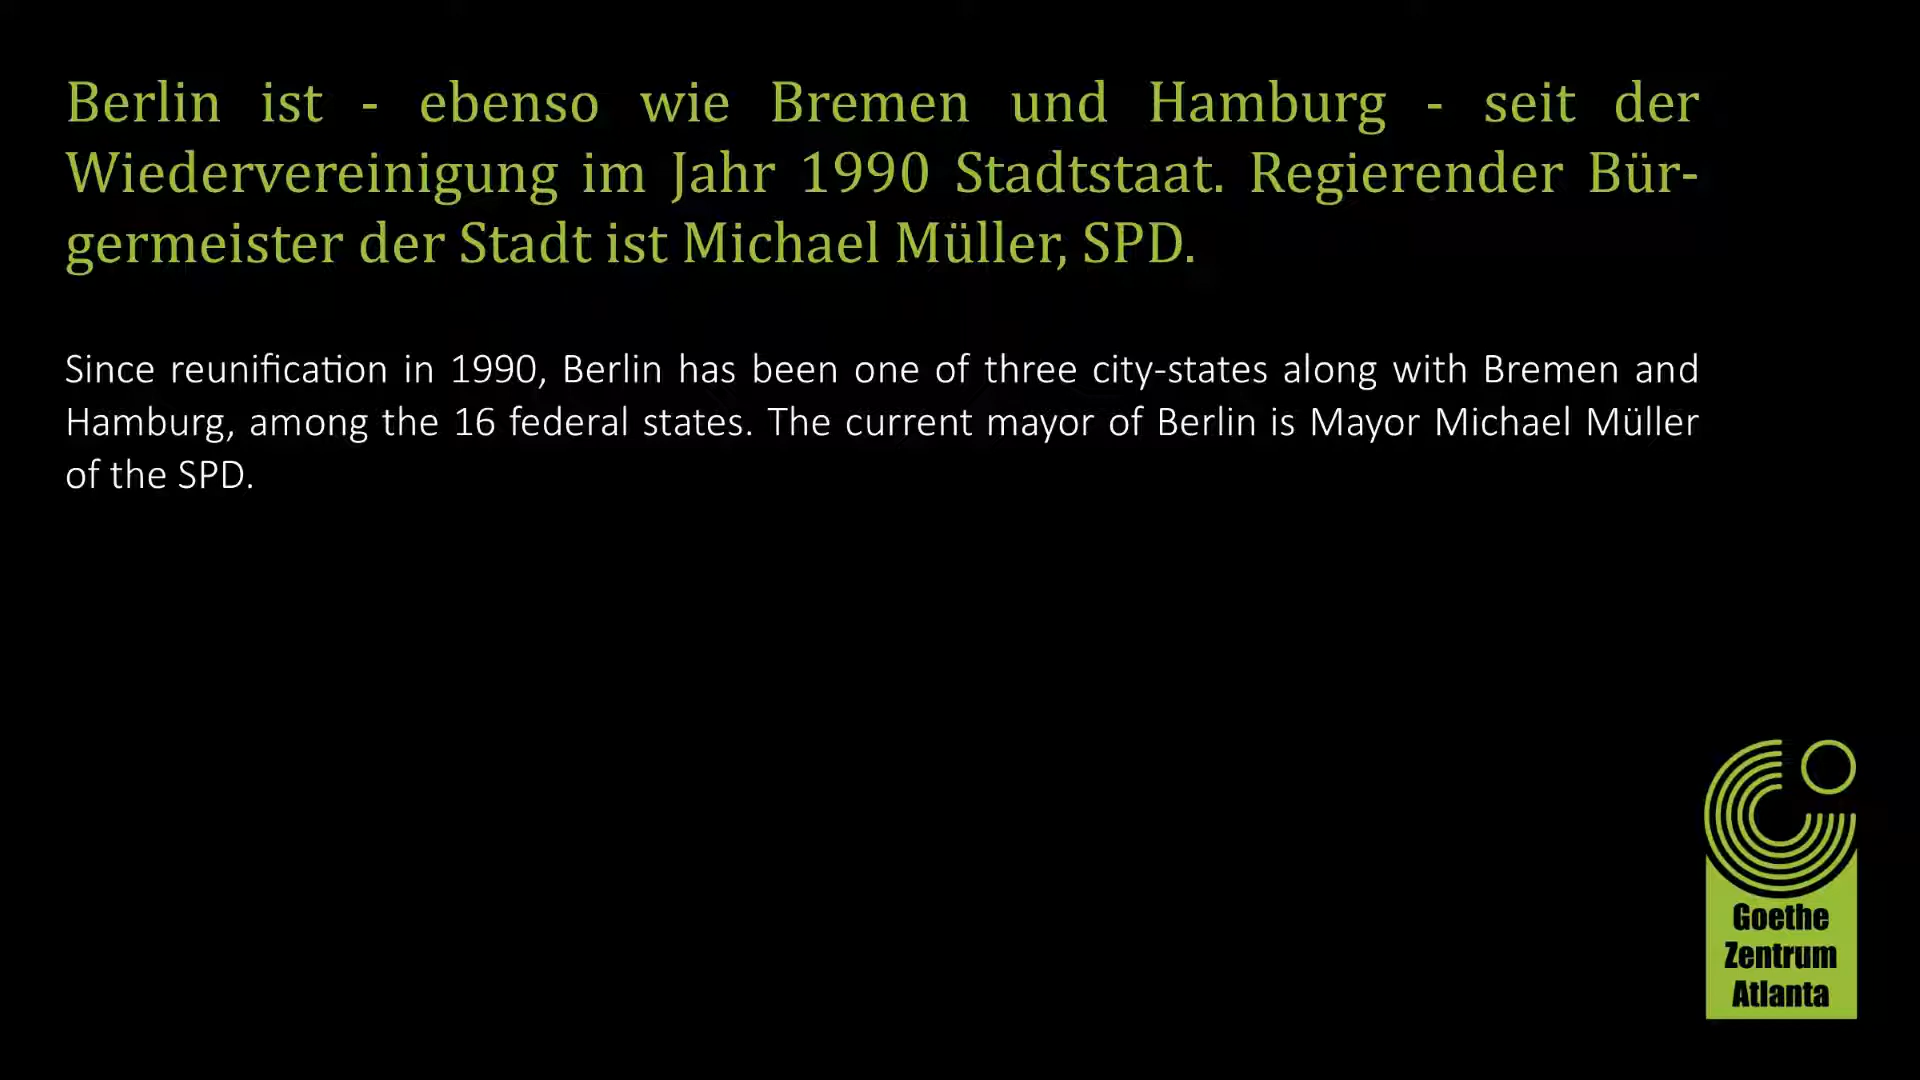 Berlin ist - ebenso wie Bremen und Hamburg - seit der
Wiedervereinigung im Jahr 1990 Stadtstaat. Regierender Bür-
germeister der Stadt ist Michael Müller, SPD.
Since reunification in 1990, Berlin has been one of three city-states along with Bremen and
Hamburg, among the 16 federal states. The current mayor of Berlin is Mayor Michael Müller
of the SPD.
Goethe
Zentrum
Atlanta